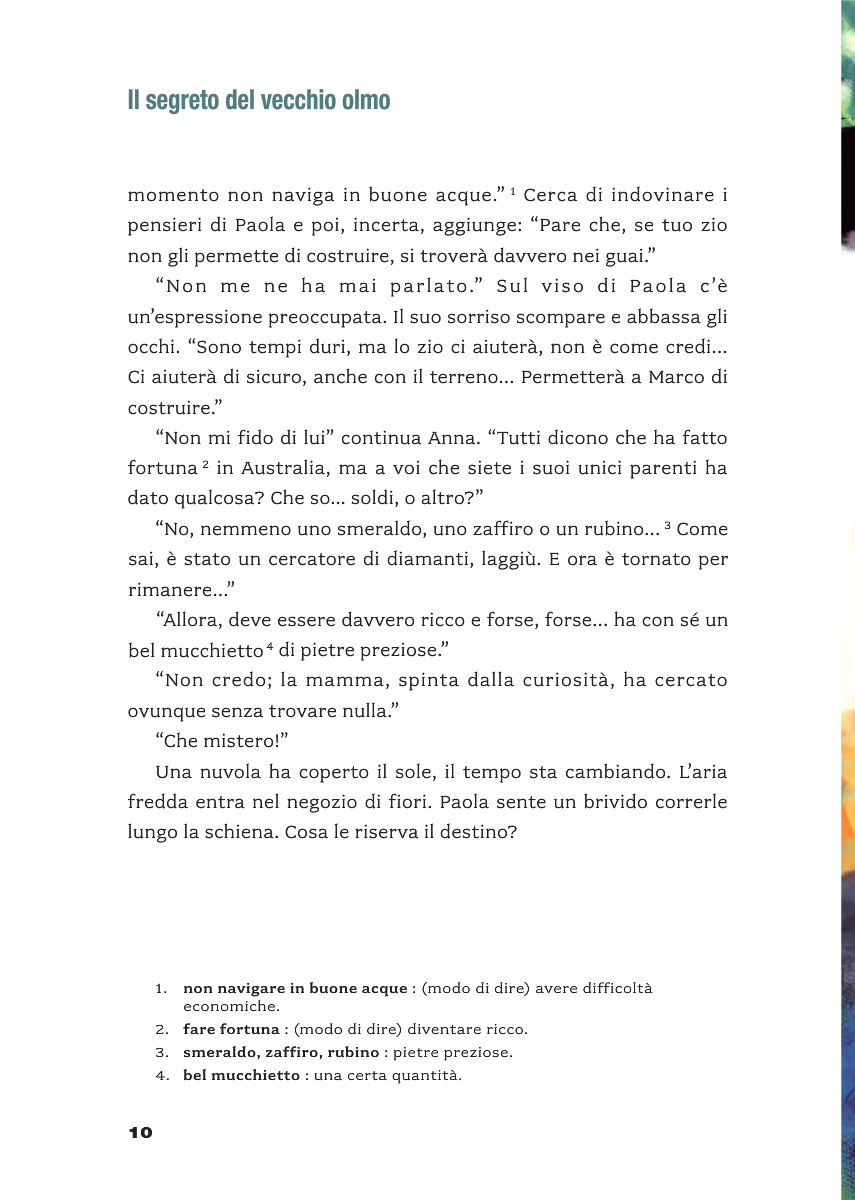 Il segreto del vecchio olmo
momento non naviga in buone acque.” 1 Cerca di indovinare i
pensieri di Paola e poi, incerta, aggiunge: “Pare che, se tuo zio
non gli permette di costruire, si troverà davvero nei guai.”
“Non me ne ha mai parlato.” Sul viso di Paola c’è
un’espressione preoccupata. Il suo sorriso scompare e abbassa gli
occhi. “Sono tempi duri, ma lo zio ci aiuterà, non è come credi...
Ci aiuterà di sicuro, anche con il terreno... Permetterà a Marco di
costruire.”
“Non mi fido di lui” continua Anna. “Tutti dicono che ha fatto
fortuna 2 in Australia, ma a voi che siete i suoi unici parenti ha
dato qualcosa? Che so... soldi, o altro?”
“No, nemmeno uno smeraldo, uno zaffiro o un rubino... 3 Come
sai, è stato un cercatore di diamanti, laggiù. E ora è tornato per
rimanere...”
“Allora, deve essere davvero ricco e forse, forse... ha con sé un
bel mucchietto 4 di pietre preziose.”
“Non credo; la mamma, spinta dalla curiosità, ha cercato
ovunque senza trovare nulla.”
“Che mistero!”
Una nuvola ha coperto il sole, il tempo sta cambiando. L’aria
fredda entra nel negozio di fiori. Paola sente un brivido correrle
lungo la schiena. Cosa le riserva il destino?
1. non navigare in buone acque : (modo di dire) avere difficoltà
economiche.
2. fare fortuna : (modo di dire) diventare ricco.
3. smeraldo, zaffiro, rubino : pietre preziose.
4. bel mucchietto : una certa quantità.
10